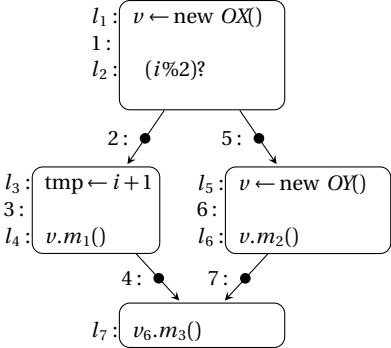 l₁: v ← new OX()
1:
l₂: (i%2)?
2: 5:
l₃: tmp ← i + 1
3:
l₄: v.m₁()
l₅: v ← new OY()
6:
l₆: v.m₂()
4: 7:
l₇: v₆.m₃()